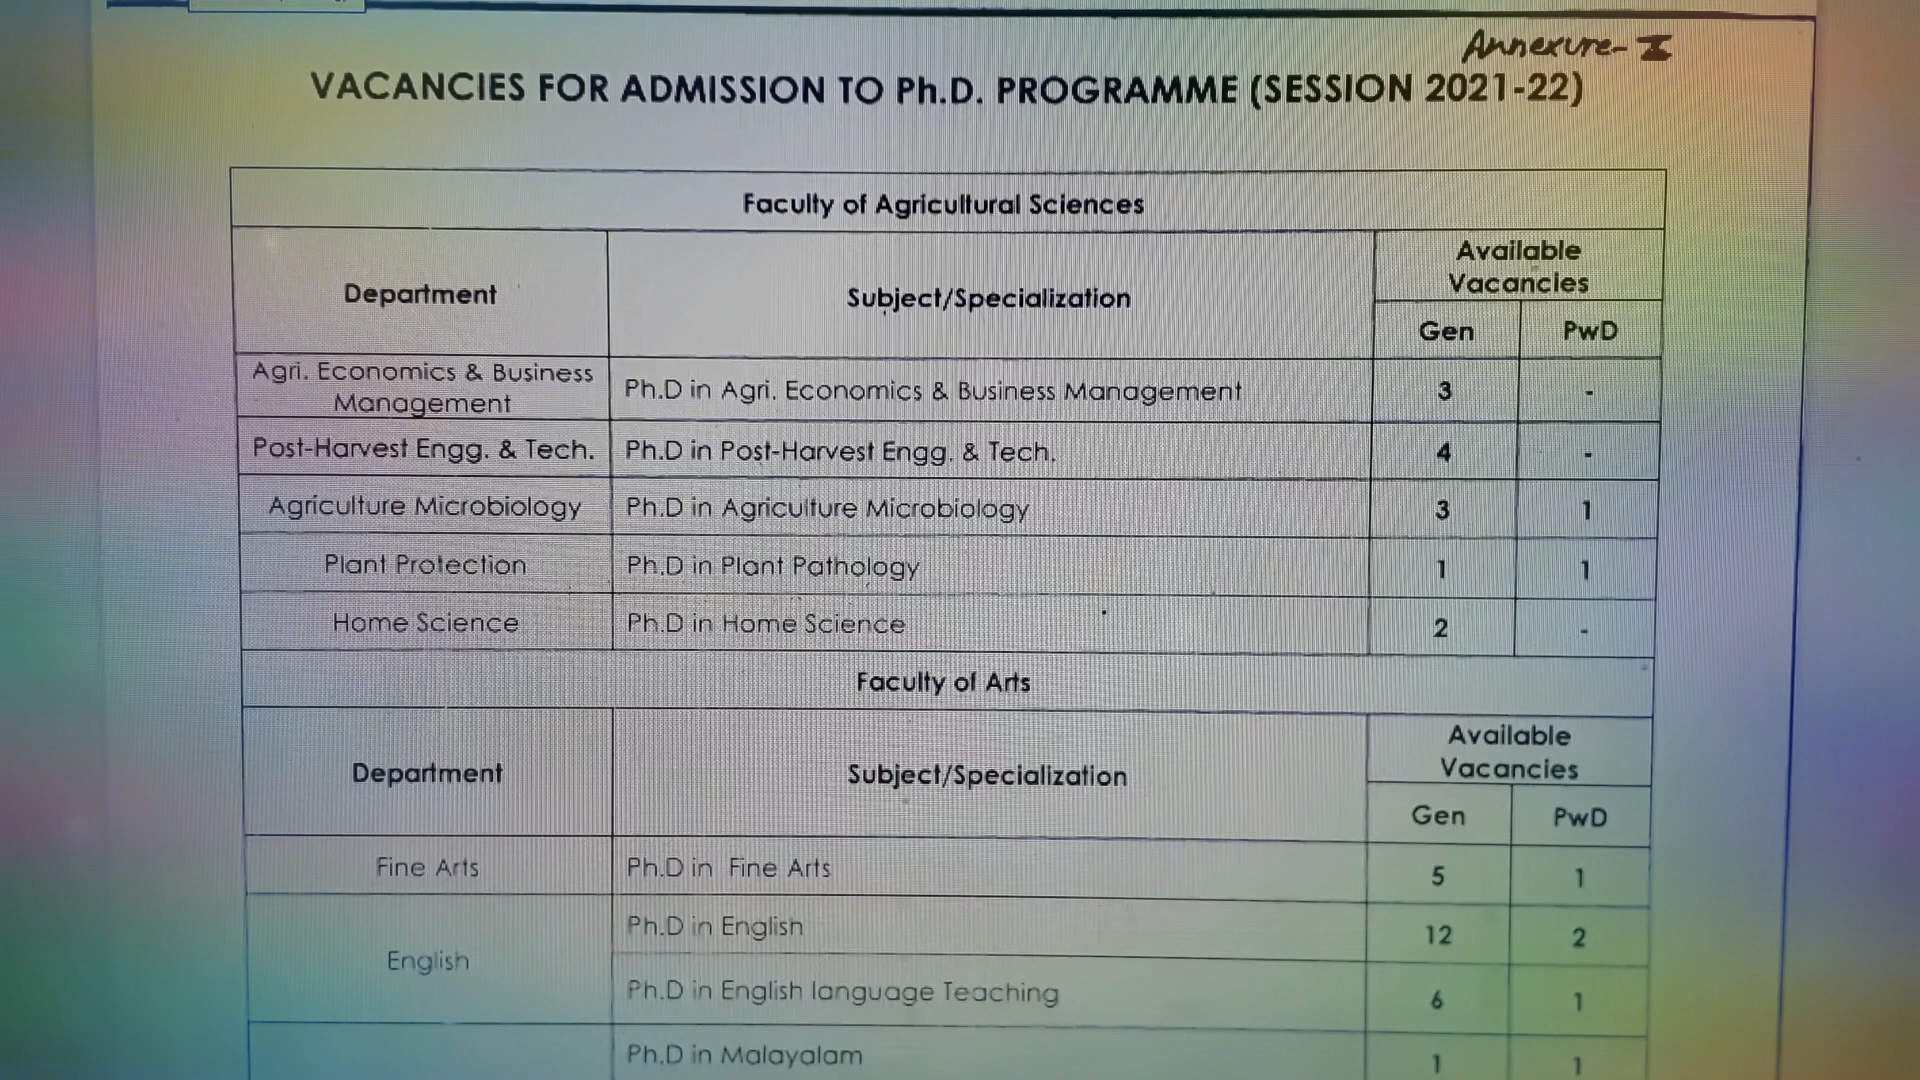 Annexure- I
VACANCIES FOR ADMISSION TO Ph.D. PROGRAMME (SESSION 2021-22)
Faculty of Agricultural Sciences
Department Subject/Specialization Available
Vacancies
Gen PwD
Agri. Economics & Business
Management Ph.D in Agri. Economics & Business Management 3 -
Post-Harvest Engg. & Tech. Ph.D in Post-Harvest Engg. & Tech. 4 -
Agriculture Microbiology Ph.D in Agriculture Microbiology 3 1
Plant Protection Ph.D in Plant Pathology 1 1
Home Science Ph.D in Home Science 2 -
Faculty of Arts
Department Subject/Specialization Available
Vacancies
Gen PwD
Fine Arts Ph.D in Fine Arts 5 1
English Ph.D in English 12 2
Ph.D in English language Teaching 6 1
Ph.D in Malayalam 1 1